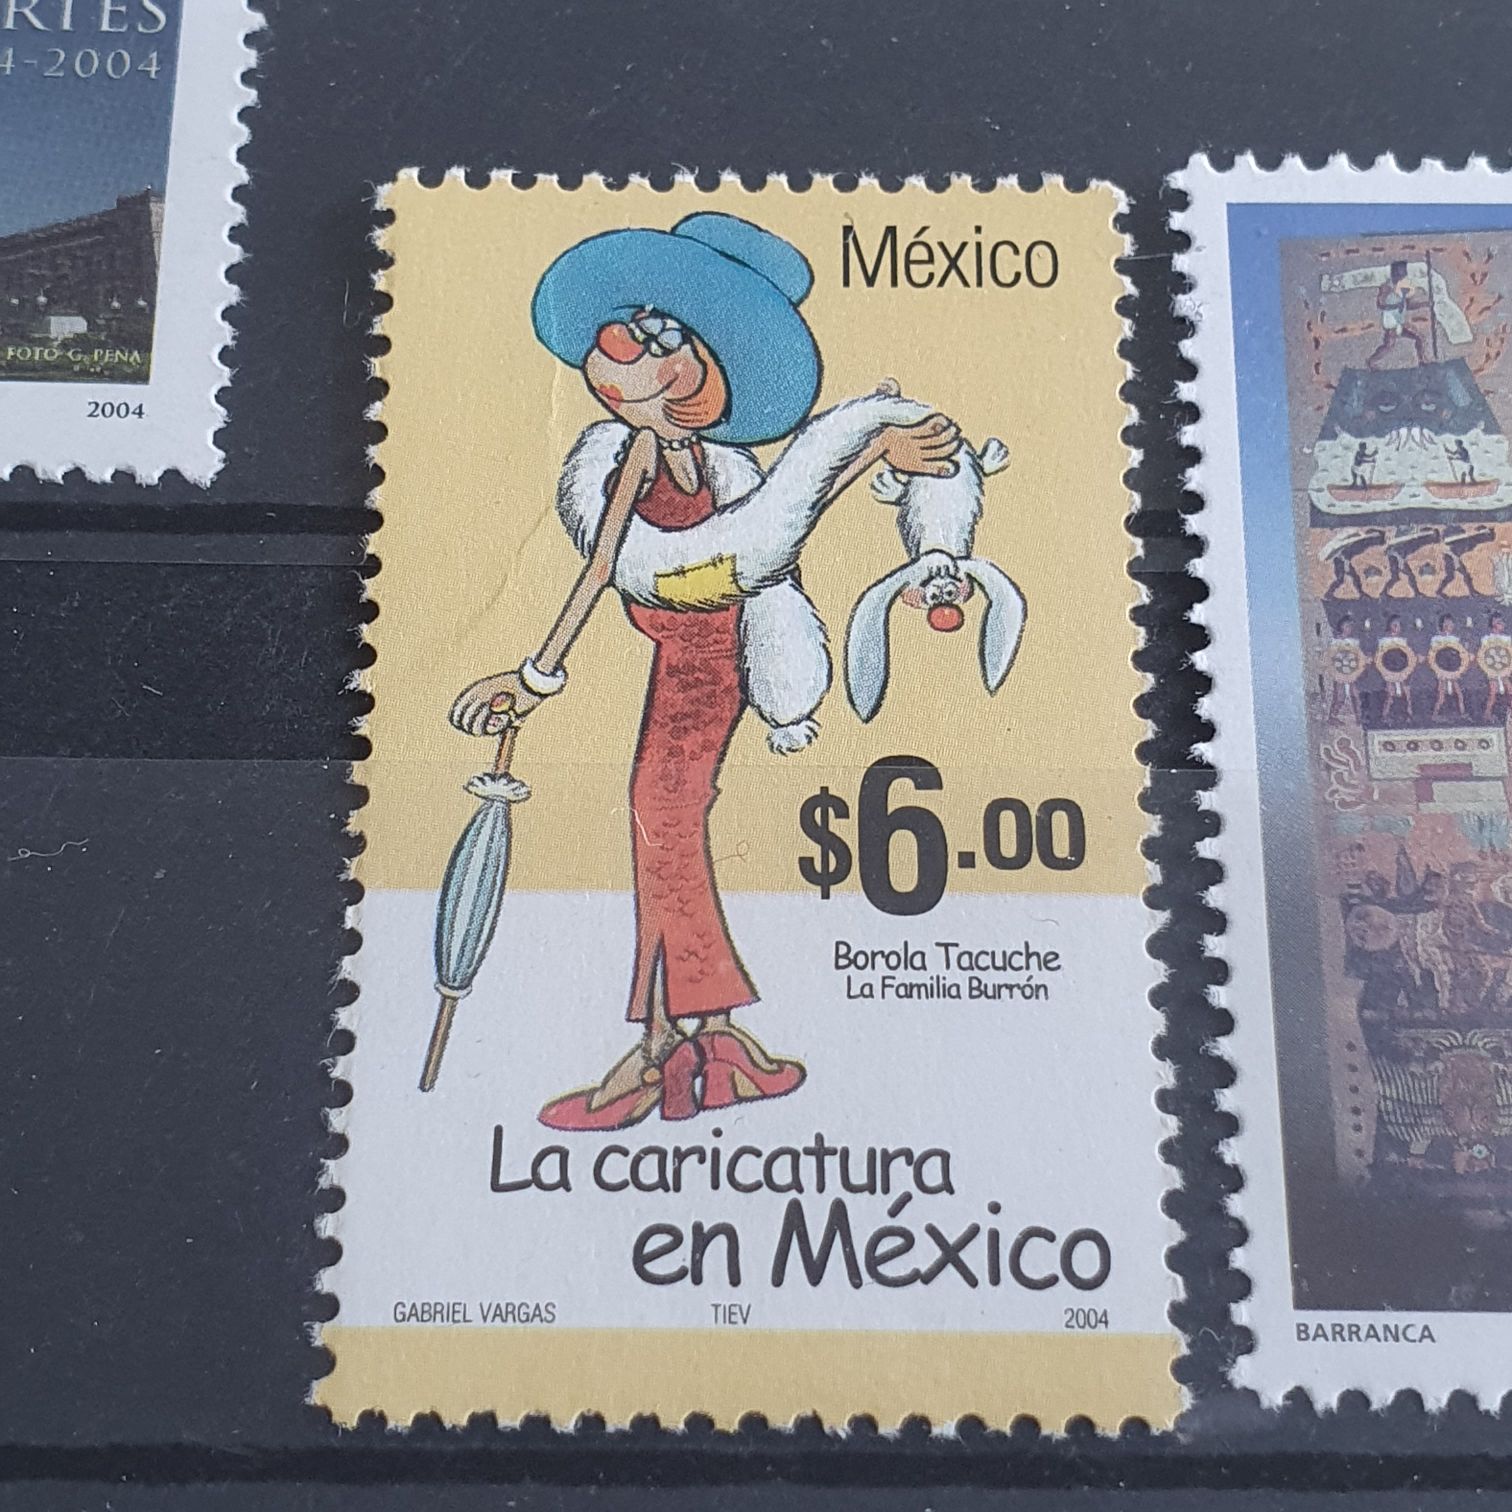 RTES
4-2004
FOTO G. PEÑA
2004
México
$6.00
Borola Tacuche
La Familia Burrón
La caricatura
en México
GABRIEL VARGAS TIEV 2004
BARRANCA